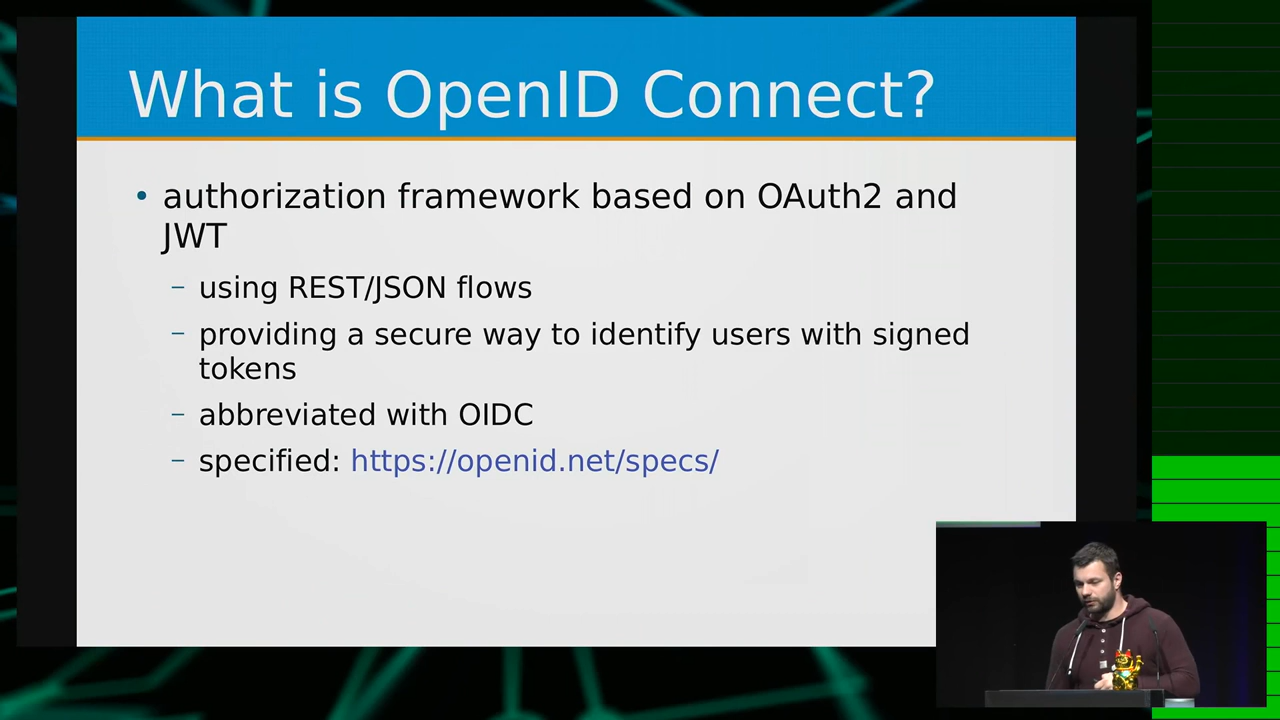 What is OpenID Connect?
• authorization framework based on OAuth2 and
JWT
– using REST/JSON flows
– providing a secure way to identify users with signed
tokens
– abbreviated with OIDC
– specified: https://openid.net/specs/